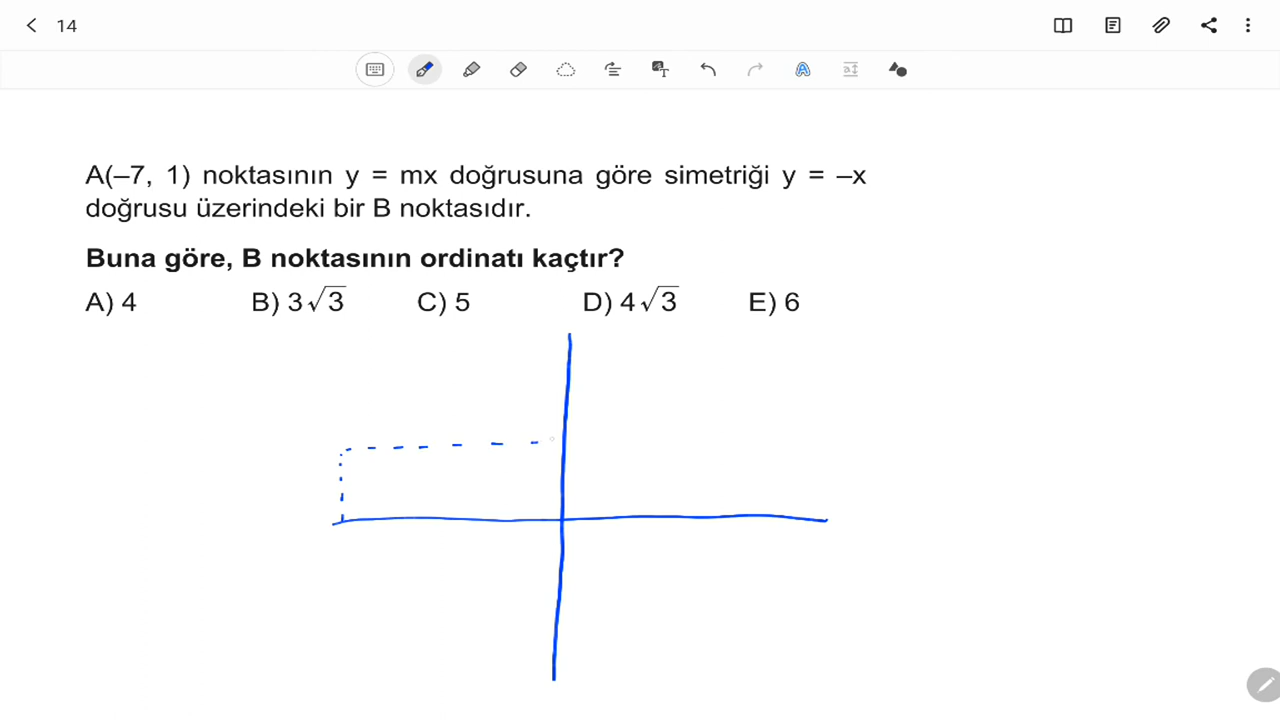 14
A(–7, 1) noktasının y = mx doğrusuna göre simetriği y = –x
doğrusu üzerindeki bir B noktasıdır.
Buna göre, B noktasının ordinatı kaçtır?
A) 4 B) 3√3 C) 5 D) 4√3 E) 6